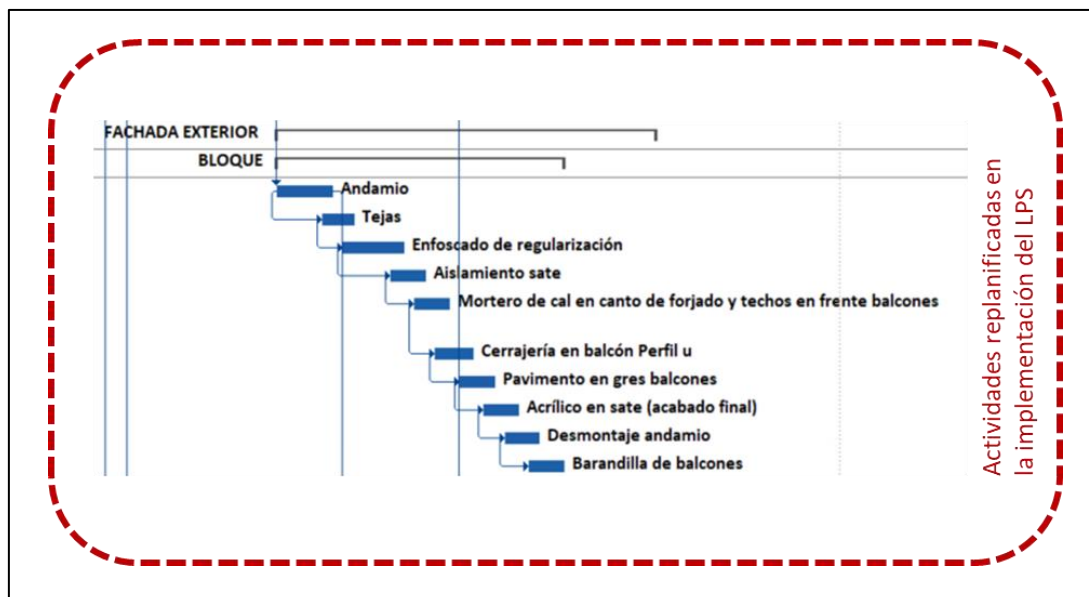 FACHADA EXTERIOR
BLOQUE
Andamio
Tejas
Enfoscado de regularización
Aislamiento sate
Mortero de cal en canto de forjado y techos en frente balcones
Cerrajería en balcón Perfil u
Pavimento en gres balcones
Acrílico en sate (acabado final)
Desmontaje andamio
Barandilla de balcones
Actividades replanificadas en
la implementación del LPS